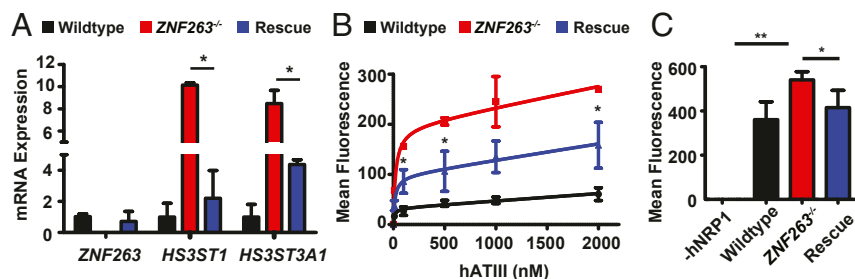 A
Wildtype ZNF263-/- Rescue
mRNA Expression
12
10
8
6
4
2
0
* *
ZNF263 HS3ST1 HS3ST3A1
B
Wildtype ZNF263-/- Rescue
Mean Fluorescence
300
200
100
0
* * *
0 500 1000 1500 2000
hATIII (nM)
C
Mean Fluorescence
600
400
200
0
**
*
-hNRP1 Wildtype ZNF263-/- Rescue